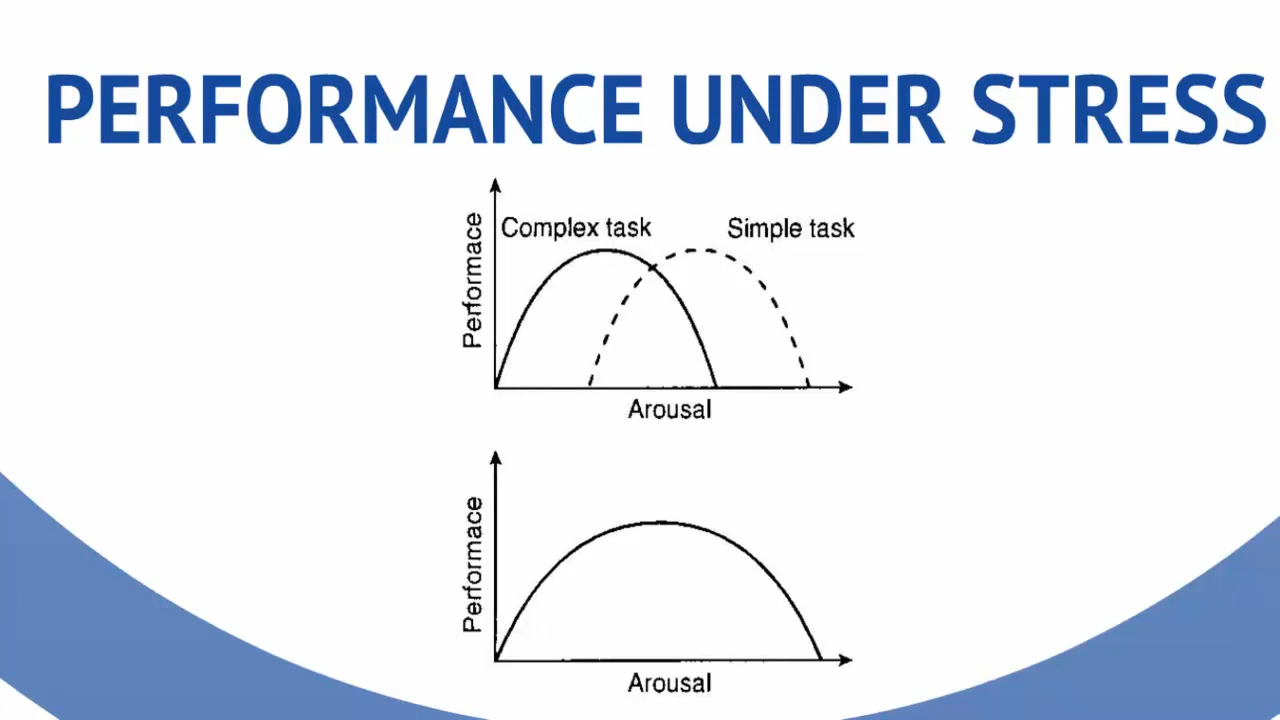 PERFORMANCE UNDER STRESS
Performace
Complex task
Simple task
Arousal
Performace
Arousal